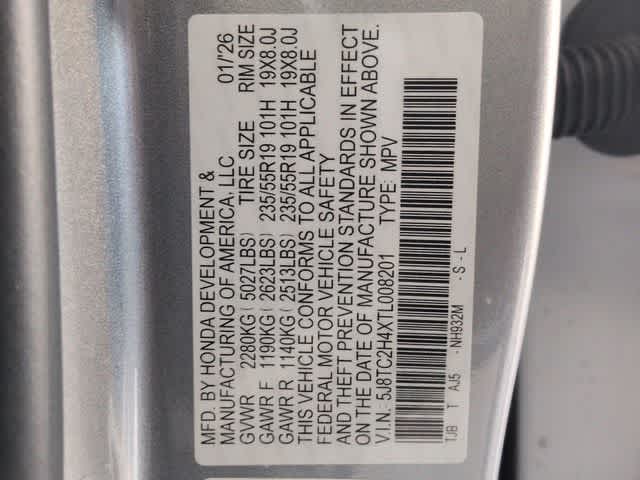 MFD. BY HONDA DEVELOPMENT &
MANUFACTURING OF AMERICA, LLC 01/'26
GVWR 2280KG( 5027LBS) TIRE SIZE RIM SIZE
GAWR F 1190KG( 2623LBS) 235/55R19 101H 19X8.0J
GAWR R 1140KG( 2513LBS) 235/55R19 101H 19X8.0J
THIS VEHICLE CONFORMS TO ALL APPLICABLE
FEDERAL MOTOR VEHICLE SAFETY
AND THEFT PREVENTION STANDARDS IN EFFECT
ON THE DATE OF MANUFACTURE SHOWN ABOVE.
V.I.N.: 5J8TC2H4XTL008201 TYPE: MPV
TJB T AJ5 - NH932M - S - L